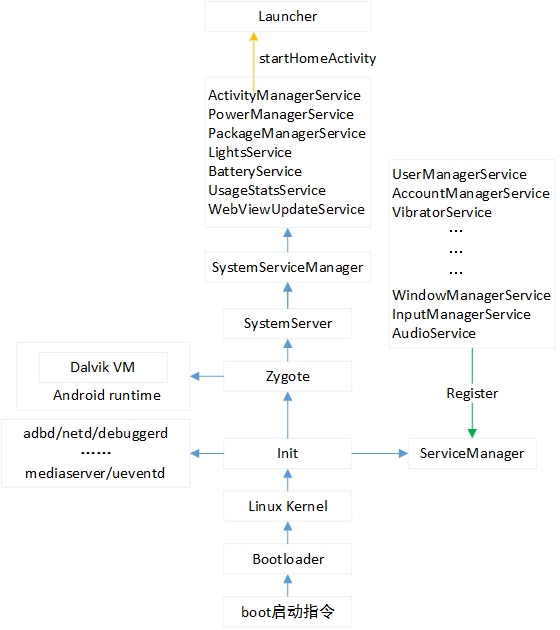 Launcher
startHomeActivity
ActivityManagerService
PowerManagerService
PackageManagerService
LightsService
BatteryService
UsageStatsService
WebViewUpdateService
UserManagerService
AccountManagerService
VibratorService
...
...
...
WindowManagerService
InputManagerService
AudioService
SystemServiceManager
SystemServer
Dalvik VM
Android runtime
Zygote
Register
adbd/netd/debuggerd
......
mediaserver/ueventd
Init
ServiceManager
Linux Kernel
Bootloader
boot启动指令